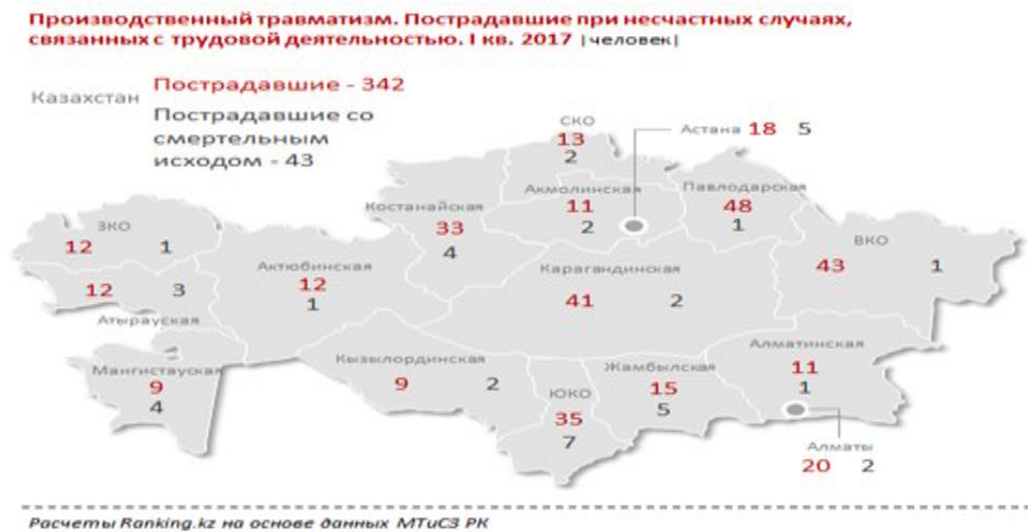 Производственный травматизм. Пострадавшие при несчастных случаях,
связанных с трудовой деятельностью. I кв. 2017 |человек|
Казахстан
Пострадавшие - 342
Пострадавшие со
смертельным
исходом - 43
СКО
13
2
Астана 18 5
Акмолинская
11
2
Павлодарская
48
1
Костанайская
33
4
ЗКО
12 1
ВКО
43 1
Актюбинская
12
1
Карагандинская
41 2
12 3
Атырауская
Алматинская
11
1
Мангистауская
9
4
Кызылординская
9 2
Жамбылская
15
5
ЮКО
35
7
Алматы
20 2
Расчеты Ranking.kz на основе данных МТиСЗ РК